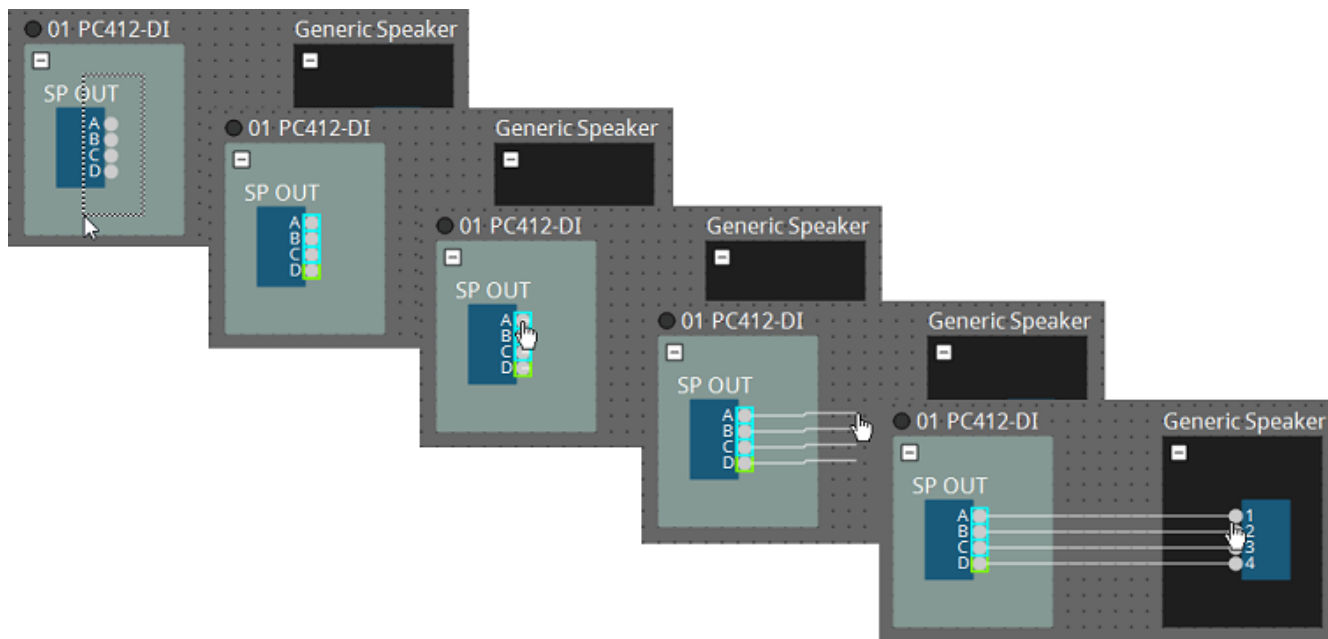 01 PC412-DI
Generic Speaker
SP OUT
A
B
C
D
01 PC412-DI
Generic Speaker
SP OUT
A
B
C
D
01 PC412-DI
Generic Speaker
SP OUT
A
B
C
D
01 PC412-DI
Generic Speaker
SP OUT
A
B
C
D
01 PC412-DI
Generic Speaker
SP OUT
A 1
B 2
C 3
D 4